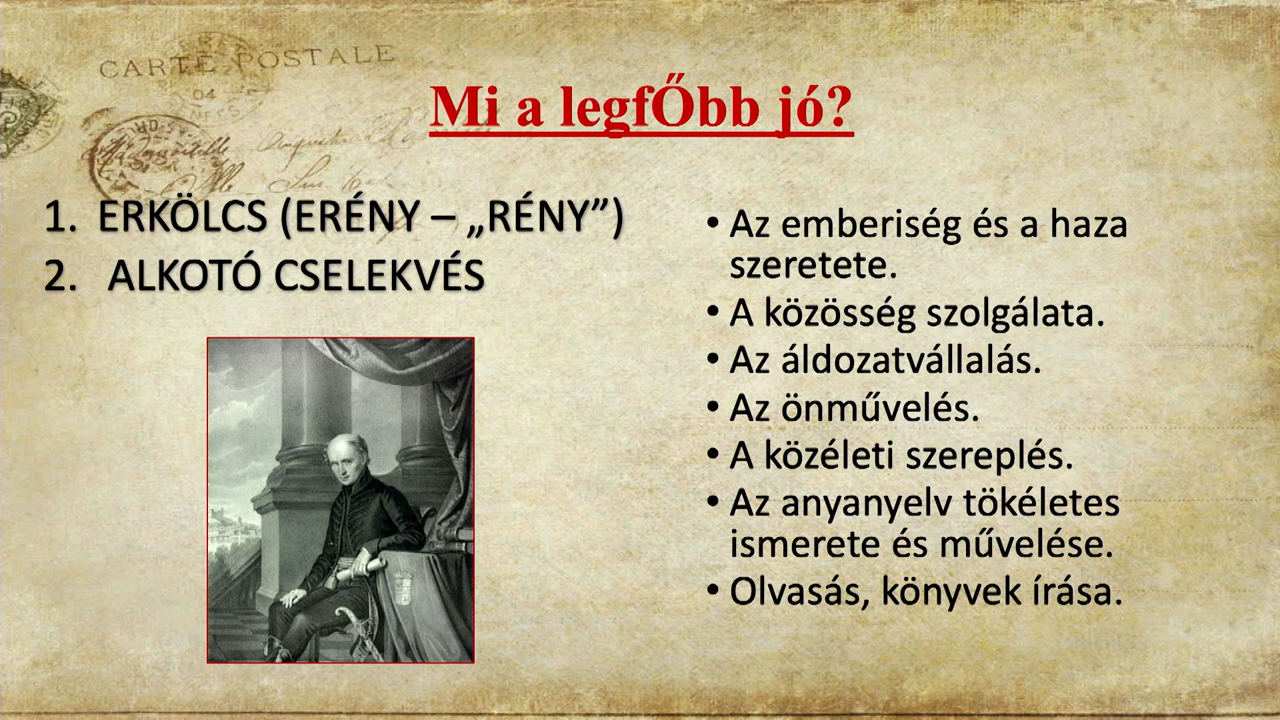 CARTE POSTALE
04
Mi a legfŐbb jó?
1. ERKÖLCS (ERÉNY – „RÉNY”)
2. ALKOTÓ CSELEKVÉS
• Az emberiség és a haza
szeretete.
• A közösség szolgálata.
• Az áldozatvállalás.
• Az önművelés.
• A közéleti szereplés.
• Az anyanyelv tökéletes
ismerete és művelése.
• Olvasás, könyvek írása.